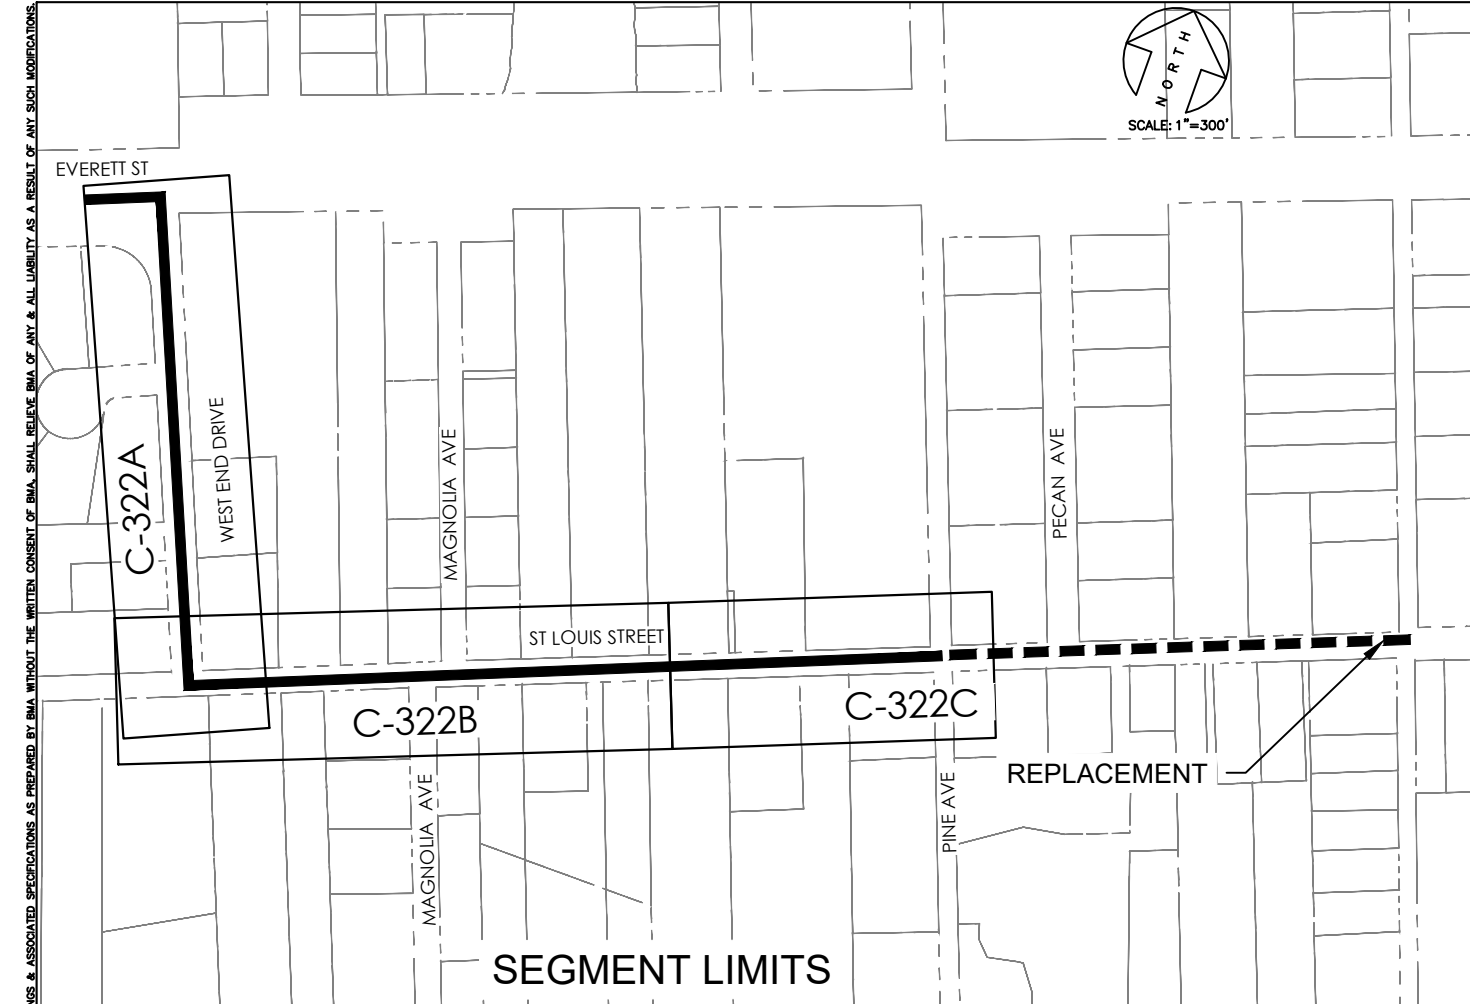 NGS & ASSOCIATED SPECIFICATIONS AS PREPARED BY BMA WITHOUT THE WRITTEN CONSENT OF BMA, SHALL RELIEVE BMA OF ANY & ALL LIABILITY AS A RESULT OF ANY SUCH MODIFICATIONS.
NORTH
SCALE: 1"=300'
EVERETT ST
C-322A
WEST END DRIVE
MAGNOLIA AVE
PECAN AVE
ST LOUIS STREET
C-322B
C-322C
REPLACEMENT
MAGNOLIA AVE
PINE AVE
SEGMENT LIMITS